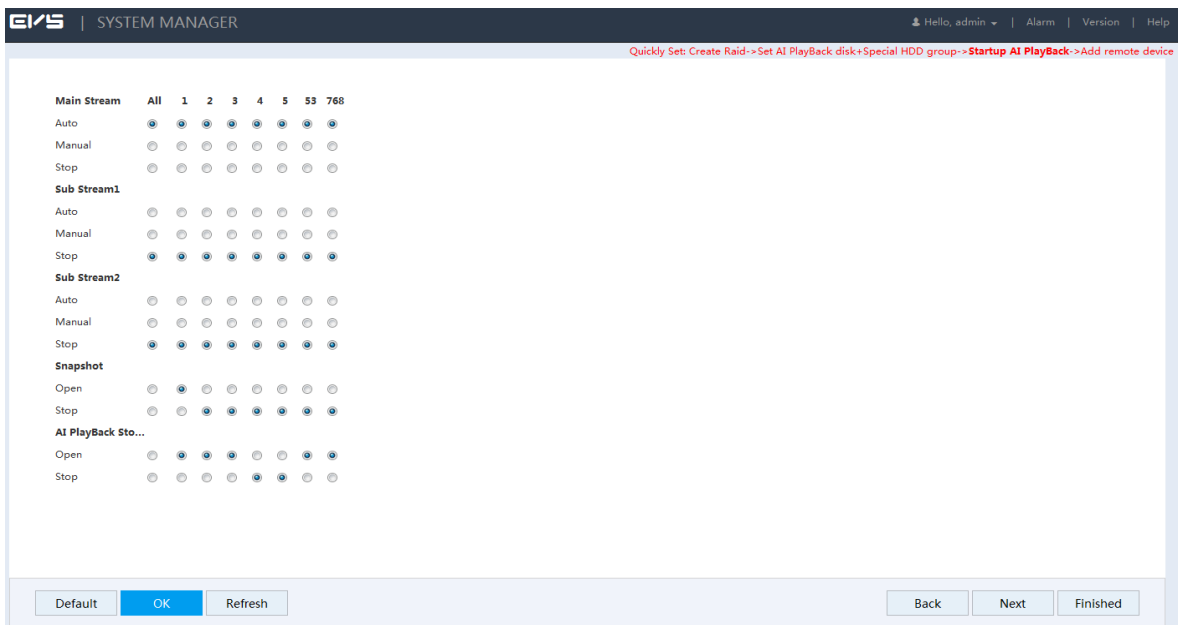 EVS | SYSTEM MANAGER Hello, admin | Alarm | Version | Help
Quickly Set: Create Raid->Set AI PlayBack disk+Special HDD group->Startup AI PlayBack->Add remote device
Main Stream All 1 2 3 4 5 53 768
Auto
Manual
Stop
Sub Stream1
Auto
Manual
Stop
Sub Stream2
Auto
Manual
Stop
Snapshot
Open
Stop
AI PlayBack Sto...
Open
Stop
Default OK Refresh Back Next Finished